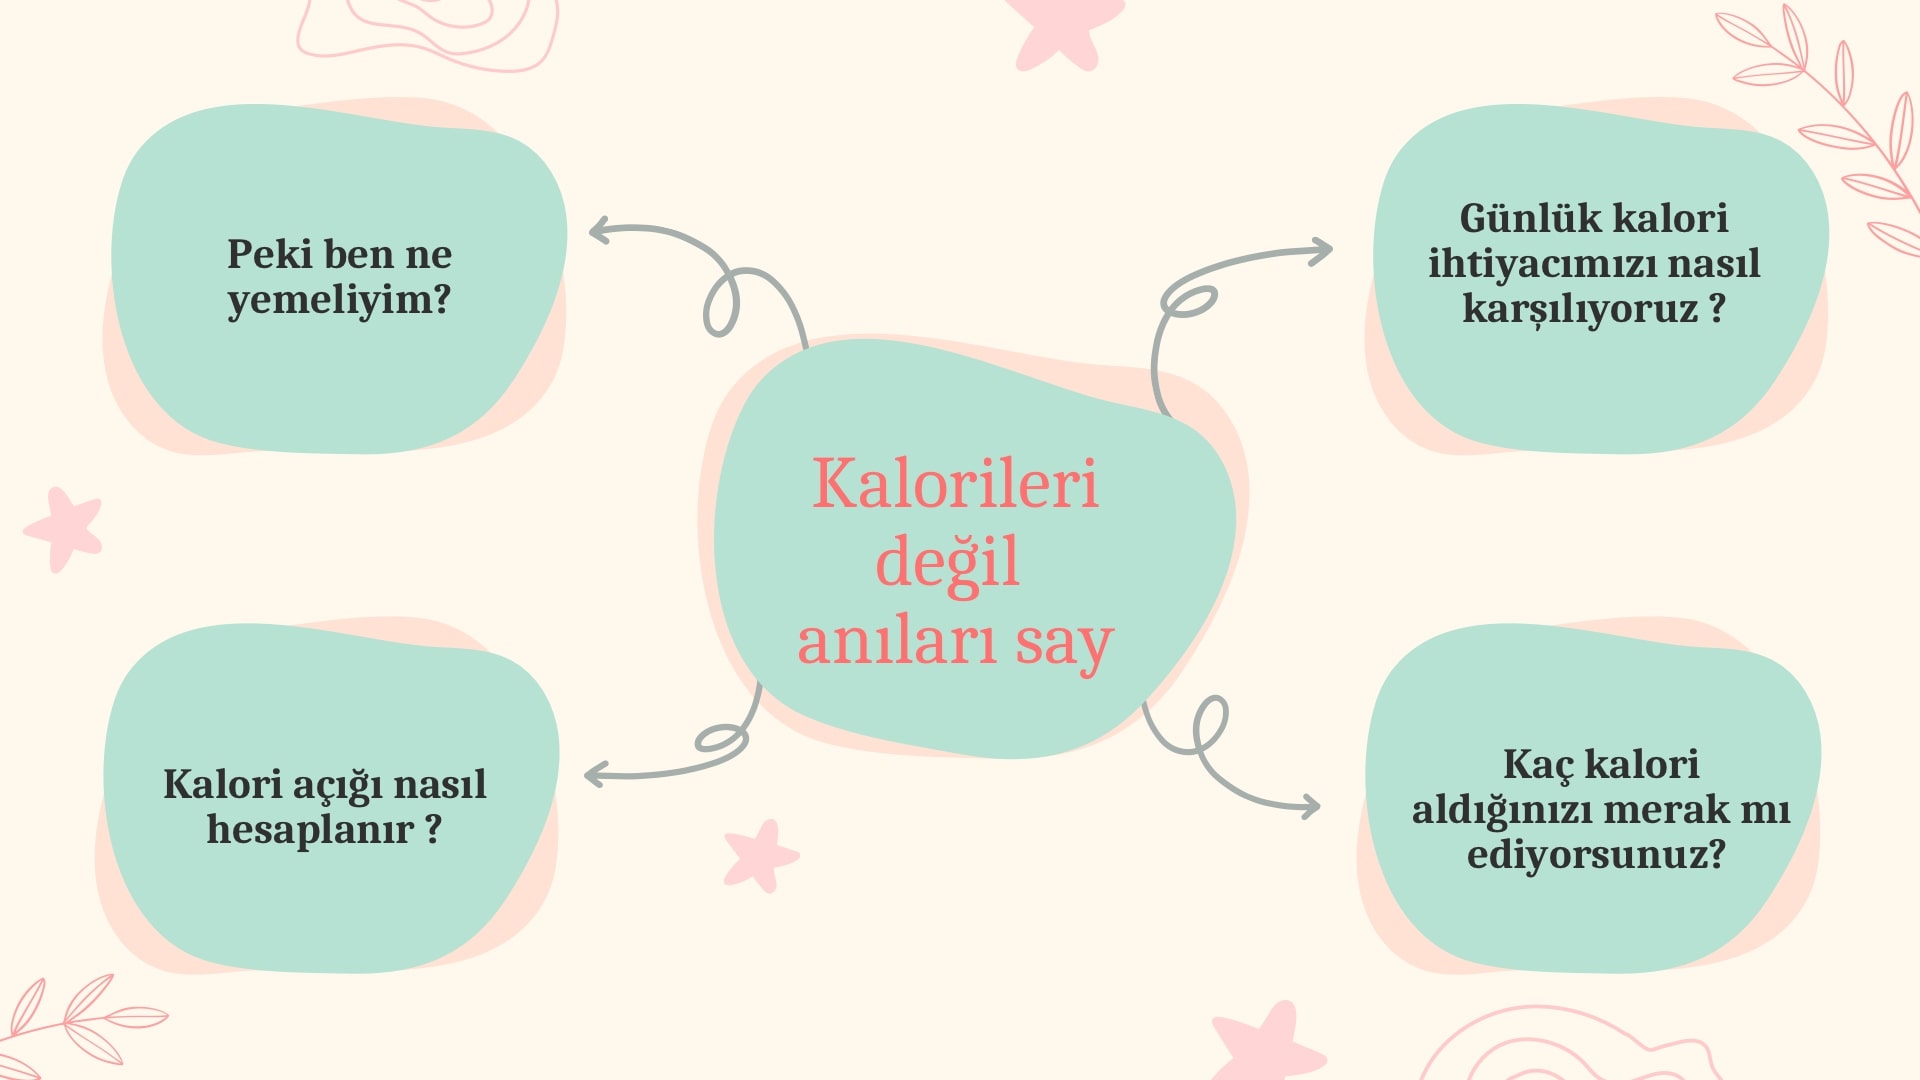 Peki ben ne
yemeliyim?
Günlük kalori
ihtiyacımızı nasıl
karşılıyoruz ?
Kalorileri
değil
anıları say
Kalori açığı nasıl
hesaplanır ?
Kaç kalori
aldığınızı merak mı
ediyorsunuz?